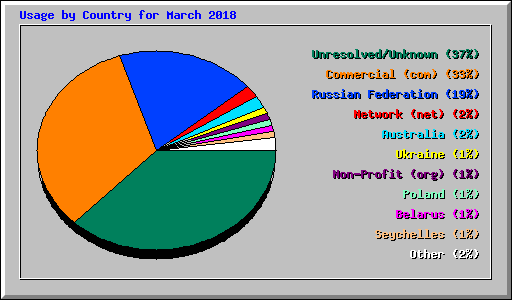 Usage by Country for March 2018
Unresolved/Unknown (37%)
Commercial (com) (33%)
Russian Federation (19%)
Network (net) (2%)
Australia (2%)
Ukraine (1%)
Non-Profit (org) (1%)
Poland (1%)
Belarus (1%)
Seychelles (1%)
Other (2%)